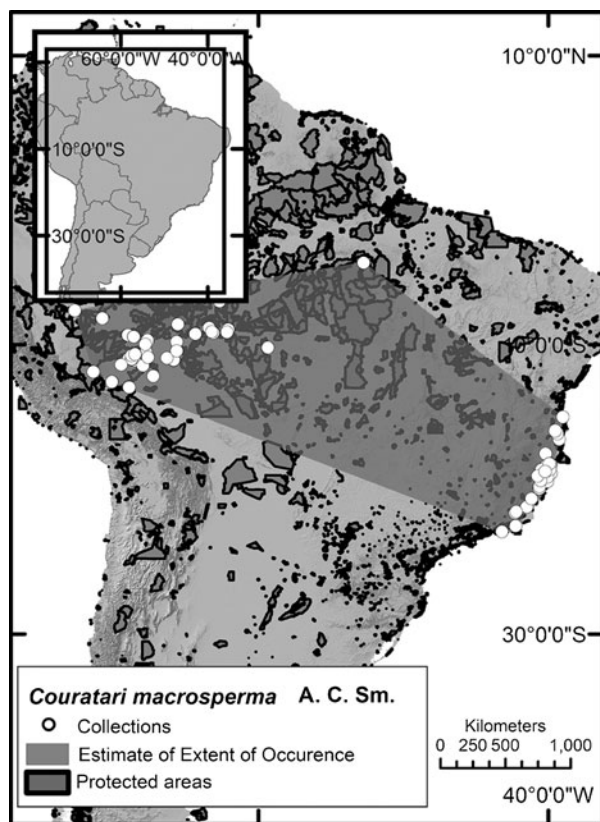 60°0'0"W 40°0'0"W
10°0'0"N
10°0'0"S
30°0'0"S
10°0'0"S
30°0'0"S
Couratari macrosperma A. C. Sm.
Collections
Estimate of Extent of Occurence
Protected areas
Kilometers
0 250 500 1,000
40°0'0"W